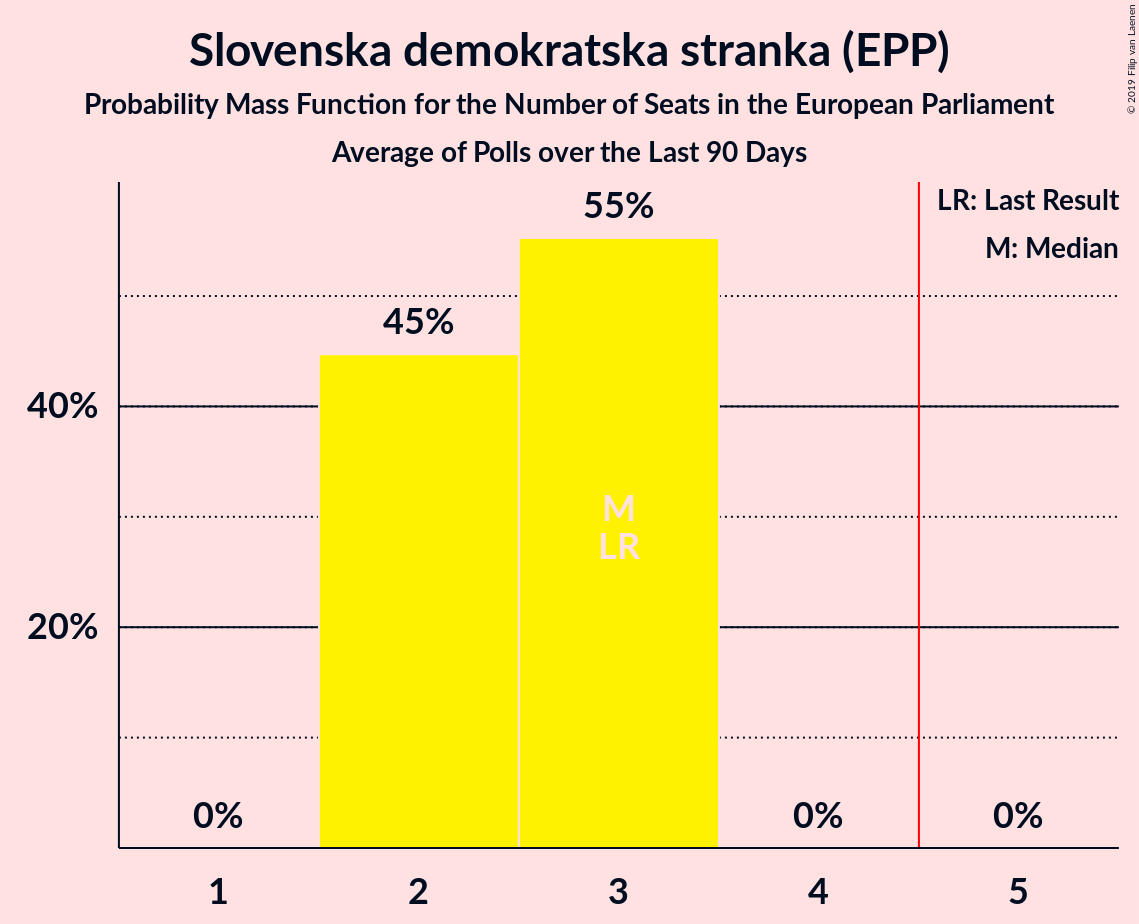 Slovenska demokratska stranka (EPP)
Probability Mass Function for the Number of Seats in the European Parliament
Average of Polls over the Last 90 Days
© 2019 Filip van Laenen
LR: Last Result
M: Median
55%
45%
40%
M
LR
20%
0%
0%
0%
1
2
3
4
5